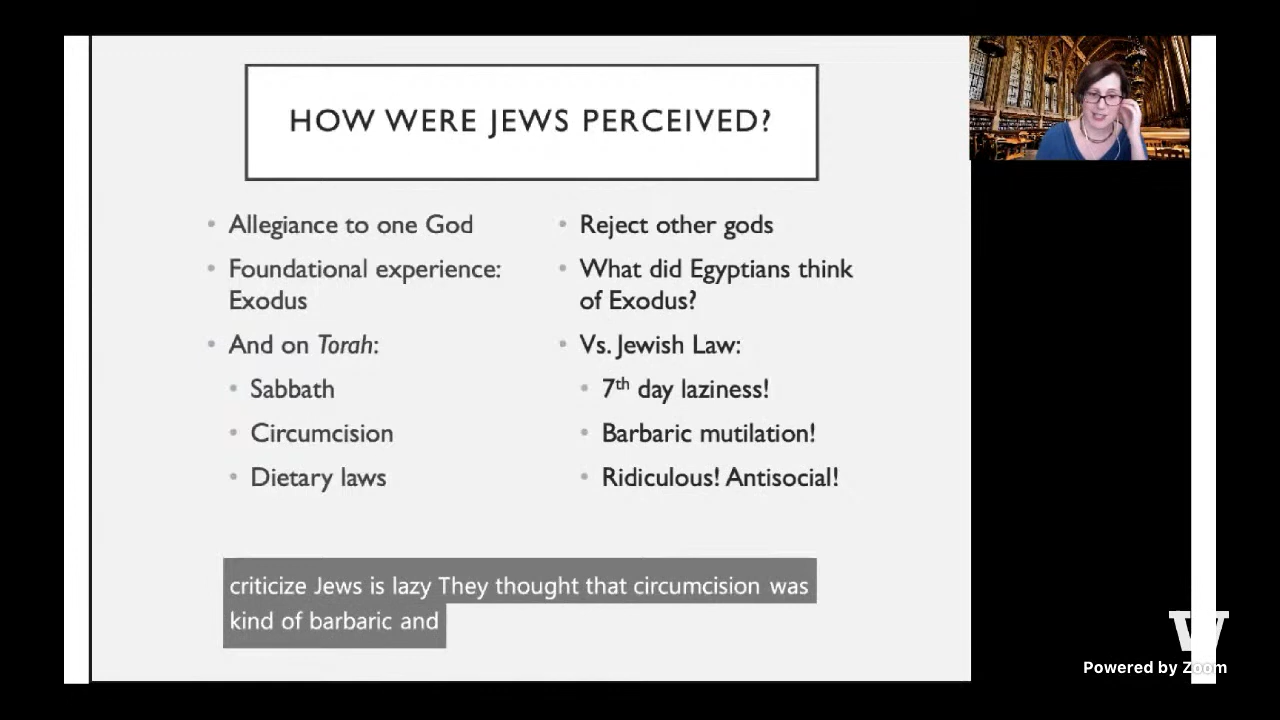 HOW WERE JEWS PERCEIVED?
• Allegiance to one God
• Foundational experience:
Exodus
• And on Torah:
• Sabbath
• Circumcision
• Dietary laws
• Reject other gods
• What did Egyptians think
of Exodus?
• Vs. Jewish Law:
• 7th day laziness!
• Barbaric mutilation!
• Ridiculous! Antisocial!
criticize Jews is lazy They thought that circumcision was
kind of barbaric and
W
Powered by Zoom